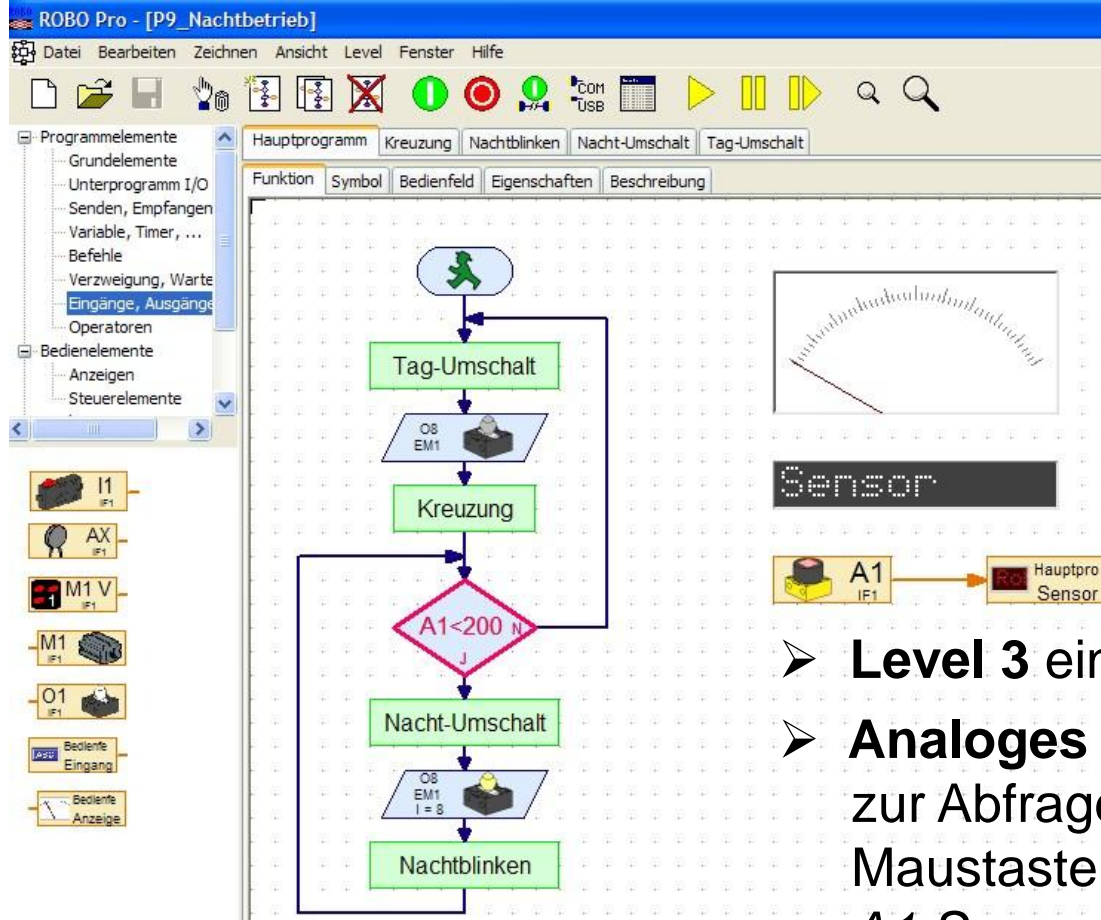 ROBO Pro - [P9_Nachtbetrieb]
Datei Bearbeiten Zeichnen Ansicht Level Fenster Hilfe
COM
USB
Programmelemente
Grundelemente
Unterprogramm I/O
Senden, Empfangen
Variable, Timer, ...
Befehle
Verzweigung, Warte
Eingänge, Ausgänge
Operatoren
Bedienelemente
Anzeigen
Steuerelemente
I1
IF1
AX
IF1
1
M1 V
IF1
M1
IF1
O1
IF1
Bedienfe
Eingang
Bedienfe
Anzeige
Hauptprogramm Kreuzung Nachtblinken Nacht-Umschalt Tag-Umschalt
Funktion Symbol Bedienfeld Eigenschaften Beschreibung
Tag-Umschalt
O8
EM1
Kreuzung
A1<200 N
J
Nacht-Umschalt
O8
EM1
I = 8
Nachtblinken
Sensor
A1
IF1
Hauptpro
Sensor
➢ Level 3 ein
➢ Analoges
zur Abfrage
Maustaste